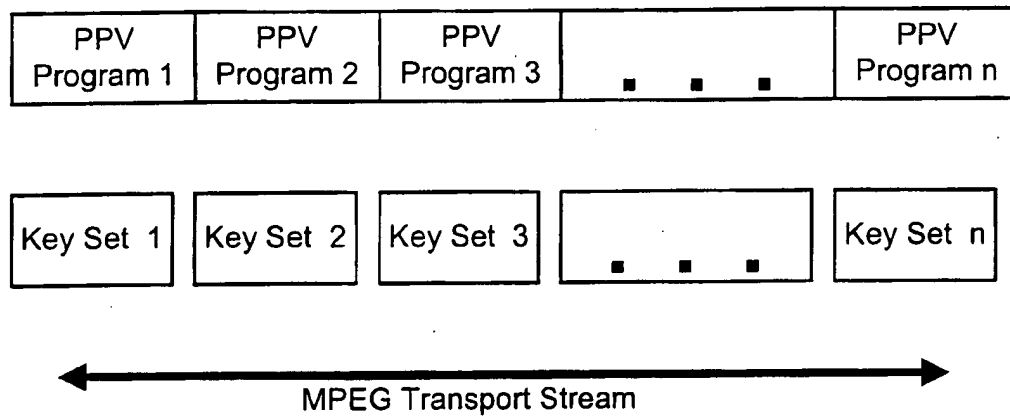 PPV Program 1
PPV Program 2
PPV Program 3
. . .
PPV Program n
Key Set 1
Key Set 2
Key Set 3
. . .
Key Set n
MPEG Transport Stream